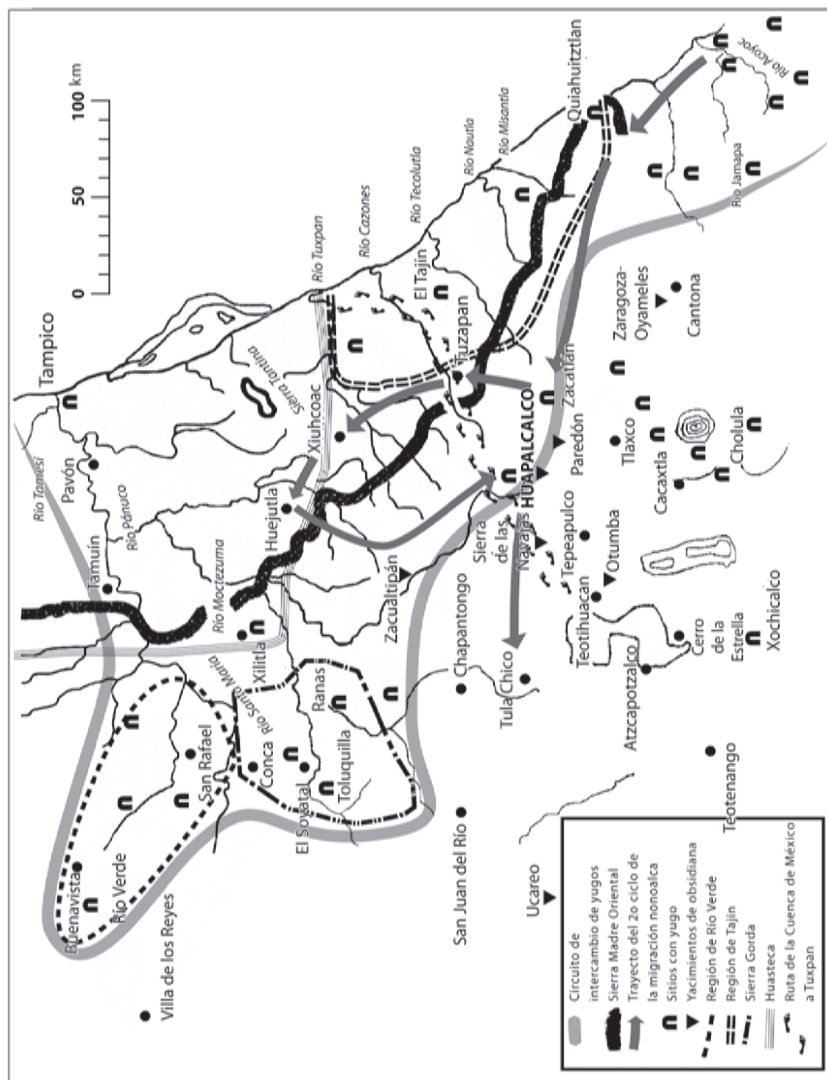 100 km
50
0
Tampico
Río Tamesí
Pavón
Río Pánuco
Tamuín
Sierra Tantina
Río Tuxpan
Río Cazones
Río Tecolutla
Río Nautla
Río Misantla
Quiahuitztlan
Río Acoyoc
Río Jamapa
El Tajín
Tuzapan
Xiuhcoac
Huejutla
Río Moctezuma
Xilitla
Río Santa María
San Rafael
Buenavista
Río Verde
Villa de los Reyes
Conca
El Soyatal
Ranas
Toluquilla
Zacualtipán
Chapantongo
San Juan del Río
Tula Chico
Sierra
de las
Navajas
HUAPALCALCO
Zacatlán
Paredón
Tepeapulco
Otumba
Teotihuacan
Tlaxco
Zaragoza-
Oyameles
Cantona
Cacaxtla
Cholula
Atzcapotzalco
Cerro
de la
Estrella
Xochicalco
Teotenango
Ucareo
Circuito de
intercambio de yugos
Sierra Madre Oriental
Trayecto del 2o ciclo de
la migración nonoalca
Sitios con yugo
Yacimientos de obsidiana
Región de Río Verde
Región de Tajín
Sierra Gorda
Huasteca
Ruta de la Cuenca de México
a Tuxpan